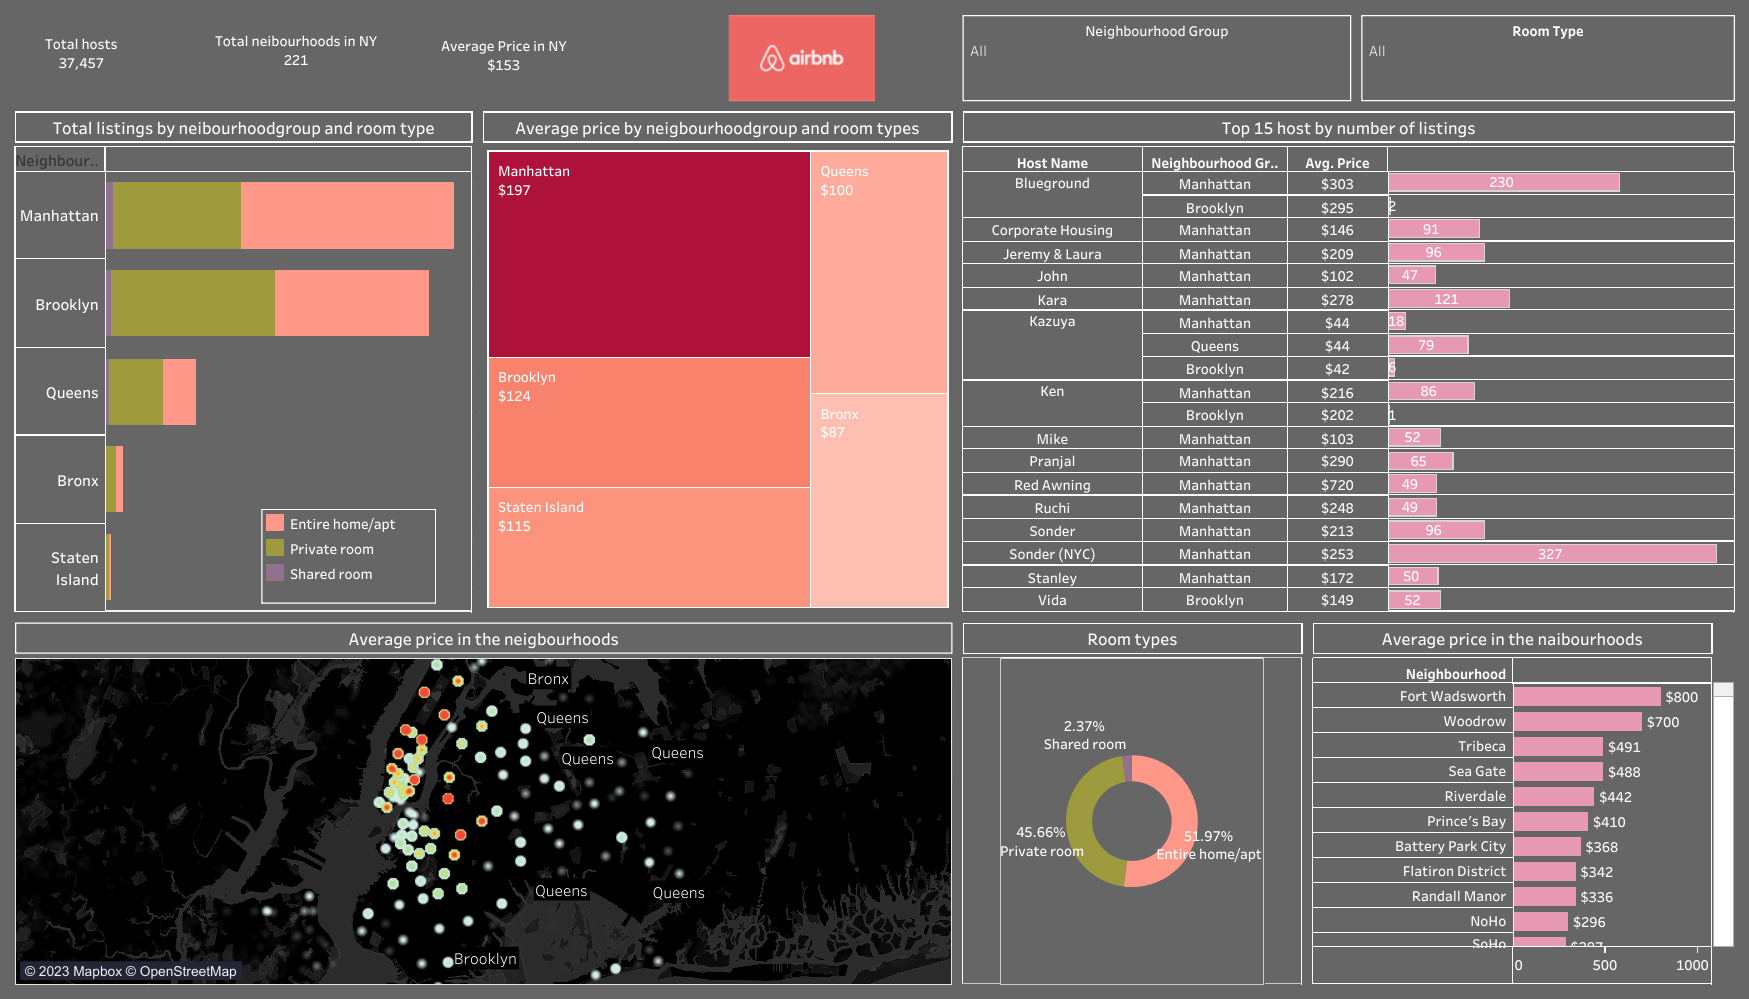 Total hosts
37,457
Total neibourhoods in NY
221
Average Price in NY
$153
airbnb
Neighbourhood Group
All
Room Type
All
Total listings by neibourhoodgroup and room type
Neighbour..
Manhattan
Brooklyn
Queens
Bronx
Staten
Island
Entire home/apt
Private room
Shared room
Average price by neigbourhoodgroup and room types
Manhattan
$197
Queens
$100
Brooklyn
$124
Bronx
$87
Staten Island
$115
Top 15 host by number of listings
Host Name Neighbourhood Gr.. Avg. Price
Blueground Manhattan $303 230
Brooklyn $295 2
Corporate Housing Manhattan $146 91
Jeremy & Laura Manhattan $209 96
John Manhattan $102 47
Kara Manhattan $278 121
Kazuya Manhattan $44 18
Queens $44 79
Brooklyn $42 6
Ken Manhattan $216 86
Brooklyn $202 1
Mike Manhattan $103 52
Pranjal Manhattan $290 65
Red Awning Manhattan $720 49
Ruchi Manhattan $248 49
Sonder Manhattan $213 96
Sonder (NYC) Manhattan $253 327
Stanley Manhattan $172 50
Vida Brooklyn $149 52
Average price in the neigbourhoods
Bronx
Queens
Queens
Queens
Queens
Queens
Brooklyn
© 2023 Mapbox © OpenStreetMap
Room types
2.37%
Shared room
45.66%
Private room
51.97%
Entire home/apt
Average price in the naibourhoods
Neighbourhood
Fort Wadsworth $800
Woodrow $700
Tribeca $491
Sea Gate $488
Riverdale $442
Prince's Bay $410
Battery Park City $368
Flatiron District $342
Randall Manor $336
NoHo $296
SoHo
0 500 1000